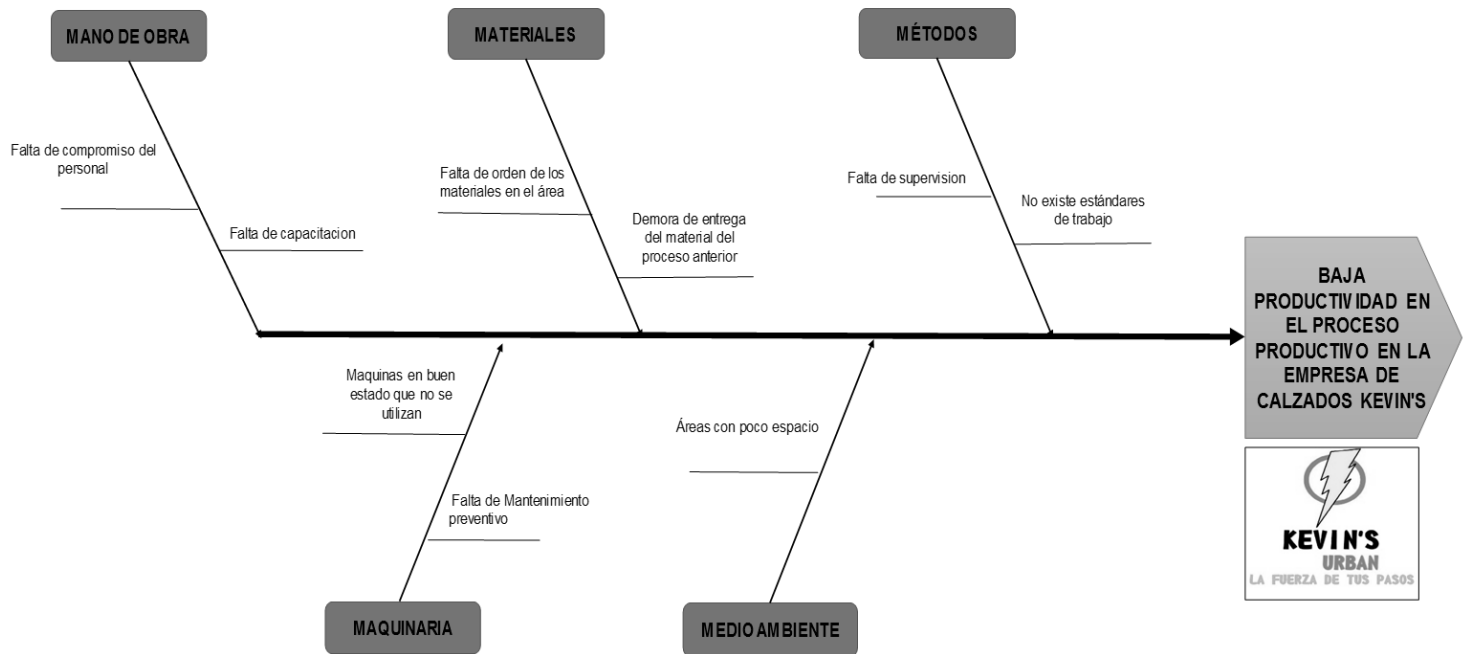 MANO DE OBRA
MATERIALES
MÉTODOS
Falta de compromiso del
personal
Falta de capacitacion
Falta de orden de los
materiales en el área
Demora de entrega
del material del
proceso anterior
Falta de supervision
No existe estándares
de trabajo
BAJA
PRODUCTIVIDAD EN
EL PROCESO
PRODUCTIVO EN LA
EMPRESA DE
CALZADOS KEVIN'S
Maquinas en buen
estado que no se
utilizan
Falta de Mantenimiento
preventivo
Áreas con poco espacio
MAQUINARIA
MEDIO AMBIENTE
KEVIN'S
URBAN
LA FUERZA DE TUS PASOS